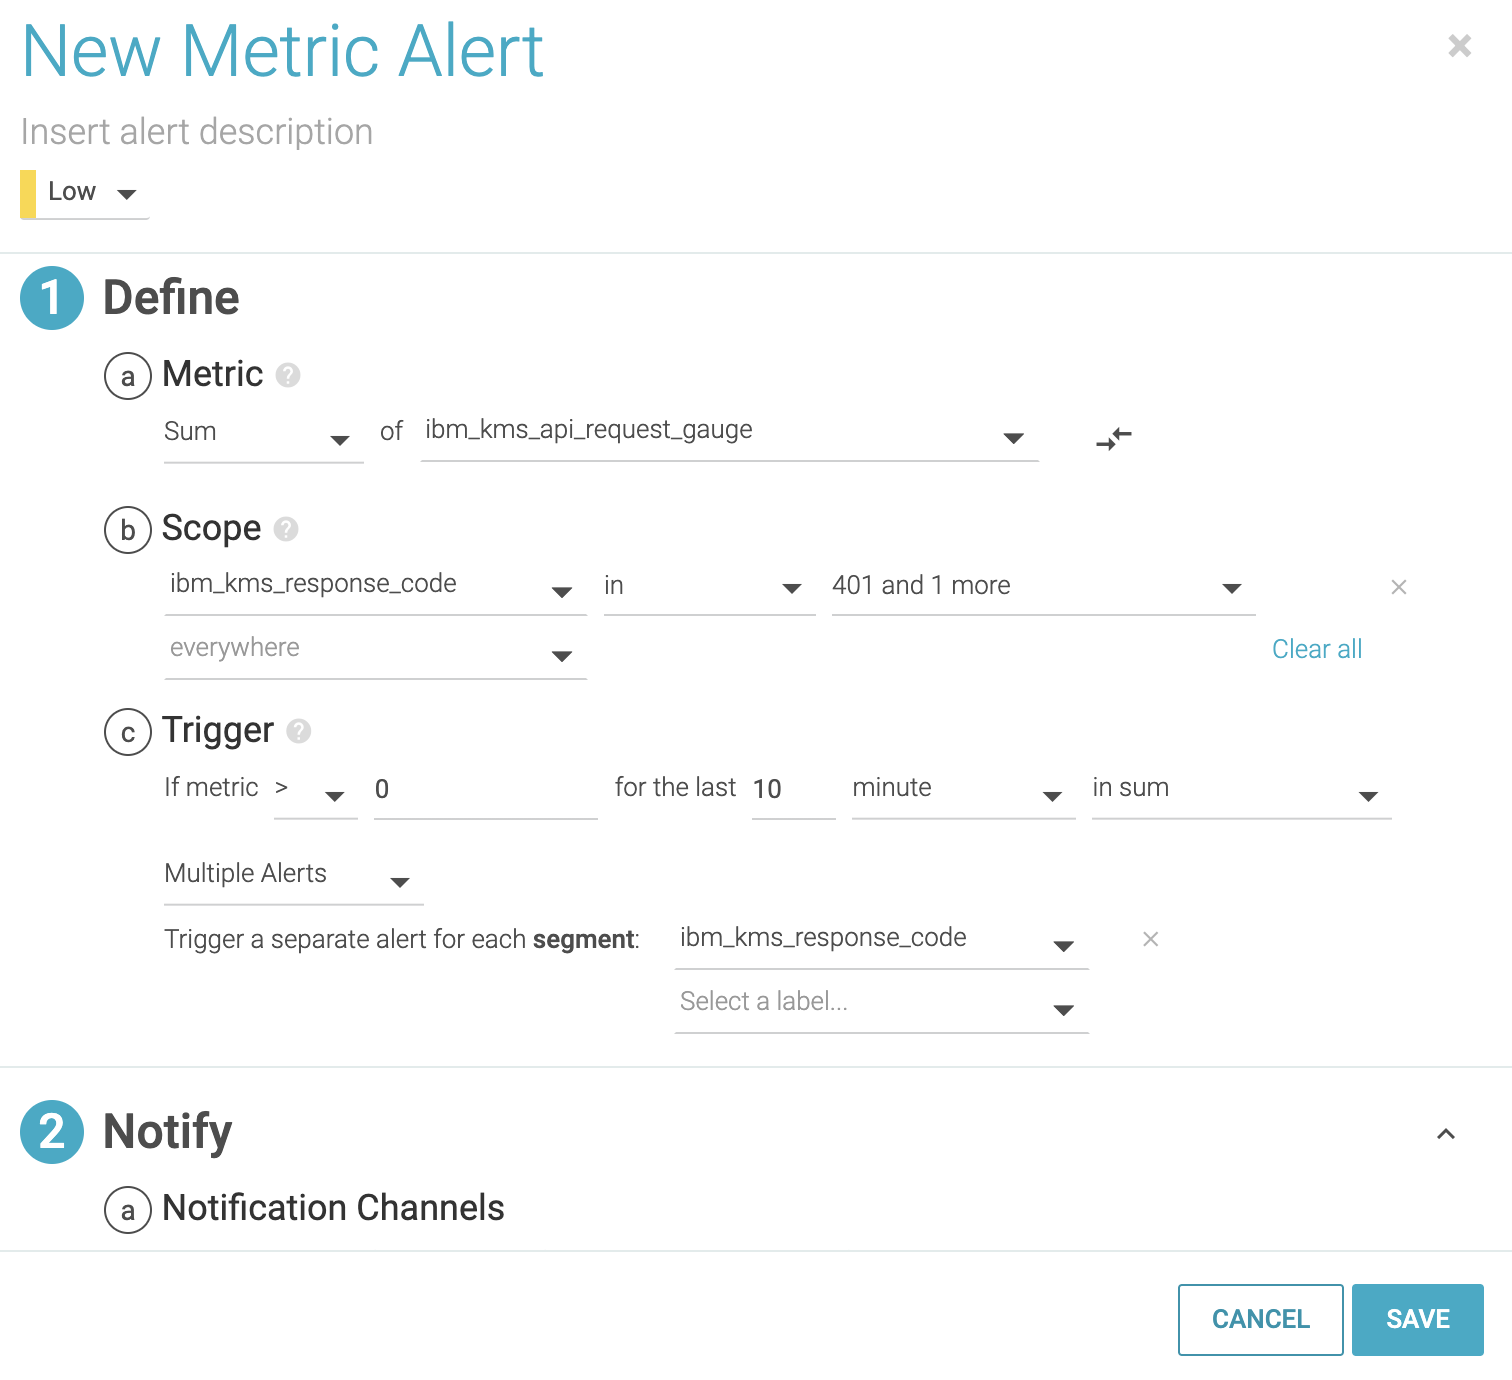 New Metric Alert
Insert alert description
Low
1 Define
a Metric ?
Sum of ibm_kms_api_request_gauge
b Scope ?
ibm_kms_response_code in 401 and 1 more
everywhere Clear all
c Trigger ?
If metric > 0 for the last 10 minute in sum
Multiple Alerts
Trigger a separate alert for each segment: ibm_kms_response_code
Select a label...
2 Notify
a Notification Channels
CANCEL SAVE